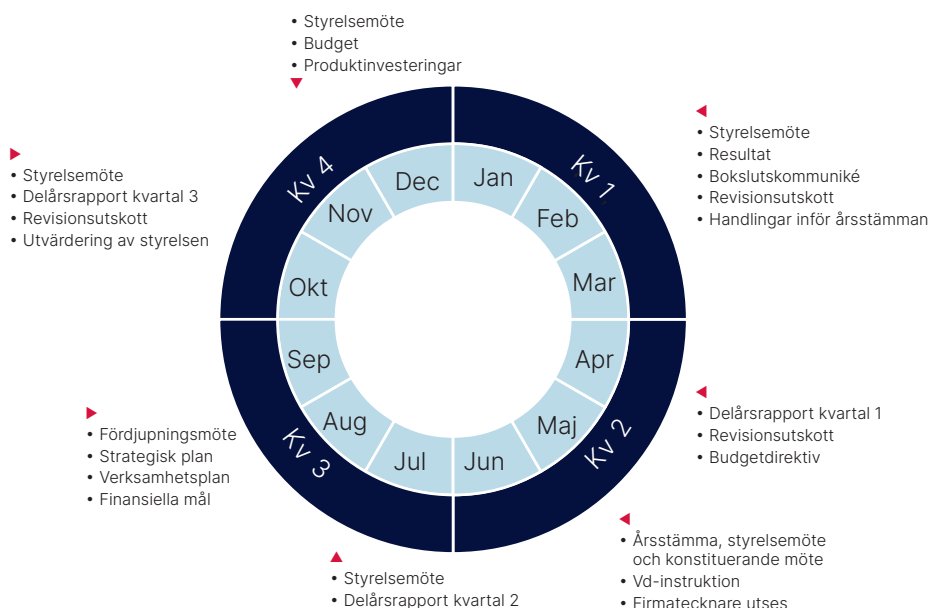 • Styrelsemöte
• Budget
• Produktinvesteringar
• Styrelsemöte
• Resultat
• Bokslutskommuniké
• Revisionsutskott
• Handlingar inför årsstämman
• Styrelsemöte
• Delårsrapport kvartal 3
• Revisionsutskott
• Utvärdering av styrelsen
Kv 4
Kv 1
Dec
Jan
Nov
Feb
Okt
Mar
Sep
Apr
Aug
Maj
Jul
Jun
Kv 3
Kv 2
• Delårsrapport kvartal 1
• Revisionsutskott
• Budgetdirektiv
• Fördjupningsmöte
• Strategisk plan
• Verksamhetsplan
• Finansiella mål
• Årsstämma, styrelsemöte
och konstituerande möte
• Vd-instruktion
• Firmatecknare utses
• Styrelsemöte
• Delårsrapport kvartal 2